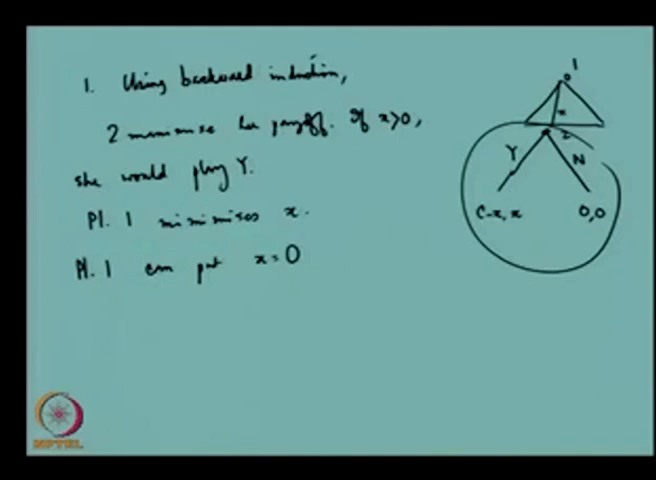 1. Using backward induction,
2 maximise her payoff. If x>0,
she would play Y.
Pl. 1 minimises x.
Pl. 1 can put x = 0
1
x
2
Y N
C-x, x 0,0
NPTEL